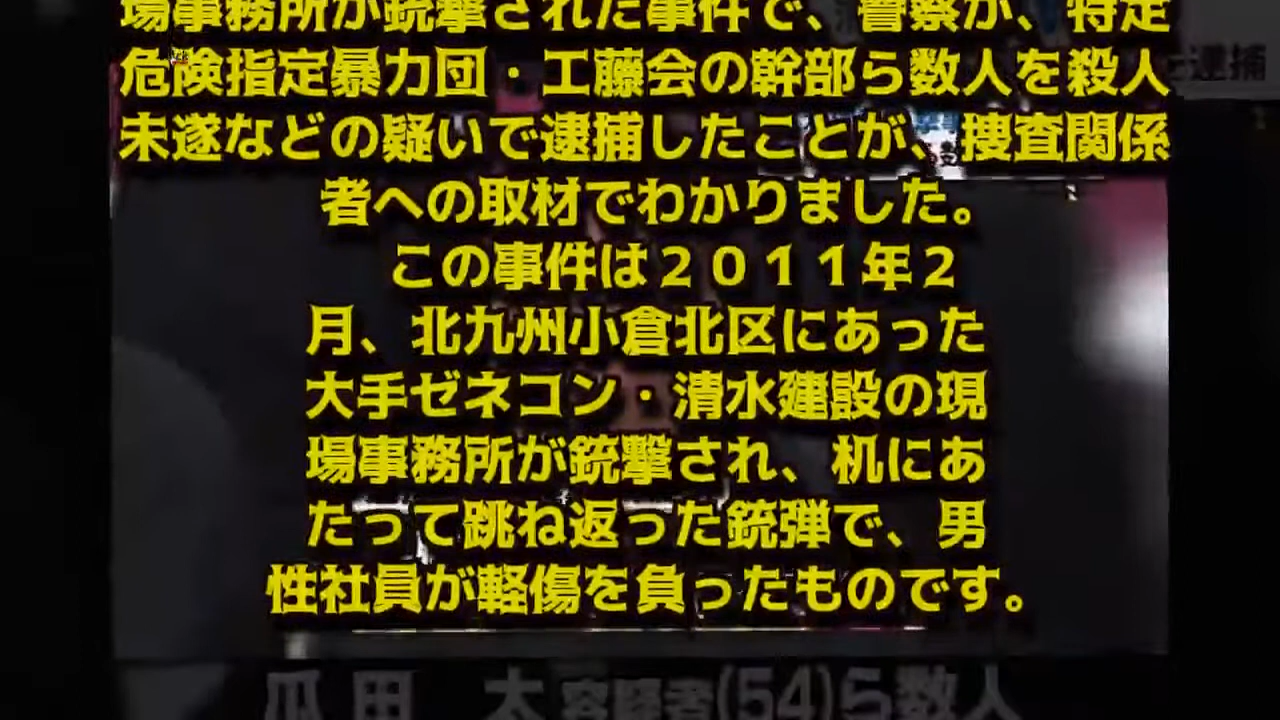 場事務所が銃撃された事件で、警察が、特定
逮捕
危険指定暴力団・工藤会の幹部ら数人を殺人
未遂などの疑いで逮捕したことが、捜査関係
者への取材でわかりました。
この事件は２０１１年２
月、北九州小倉北区にあった
大手ゼネコン・清水建設の現
場事務所が銃撃され、机にあ
たって跳ね返った銃弾で、男
性社員が軽傷を負ったものです。
瓜田 太容疑者(54)ら数人